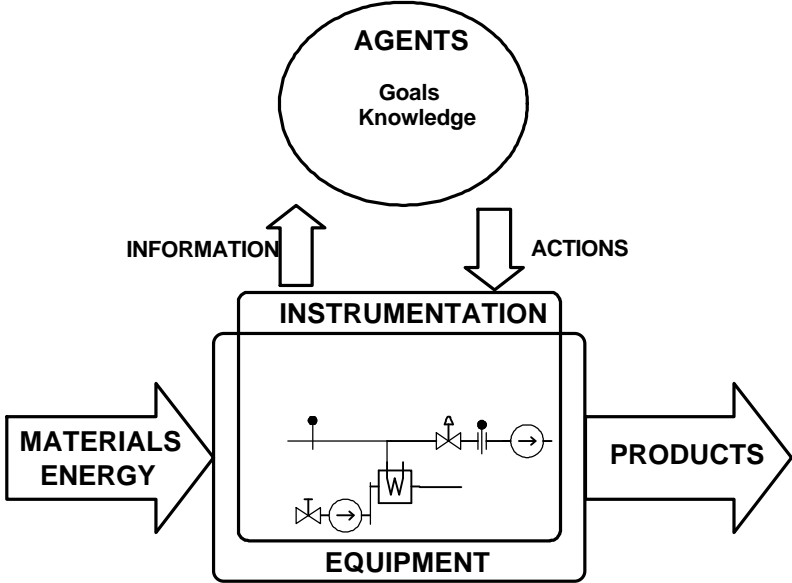 AGENTS
Goals
Knowledge
INFORMATION
ACTIONS
INSTRUMENTATION
MATERIALS
ENERGY
PRODUCTS
EQUIPMENT